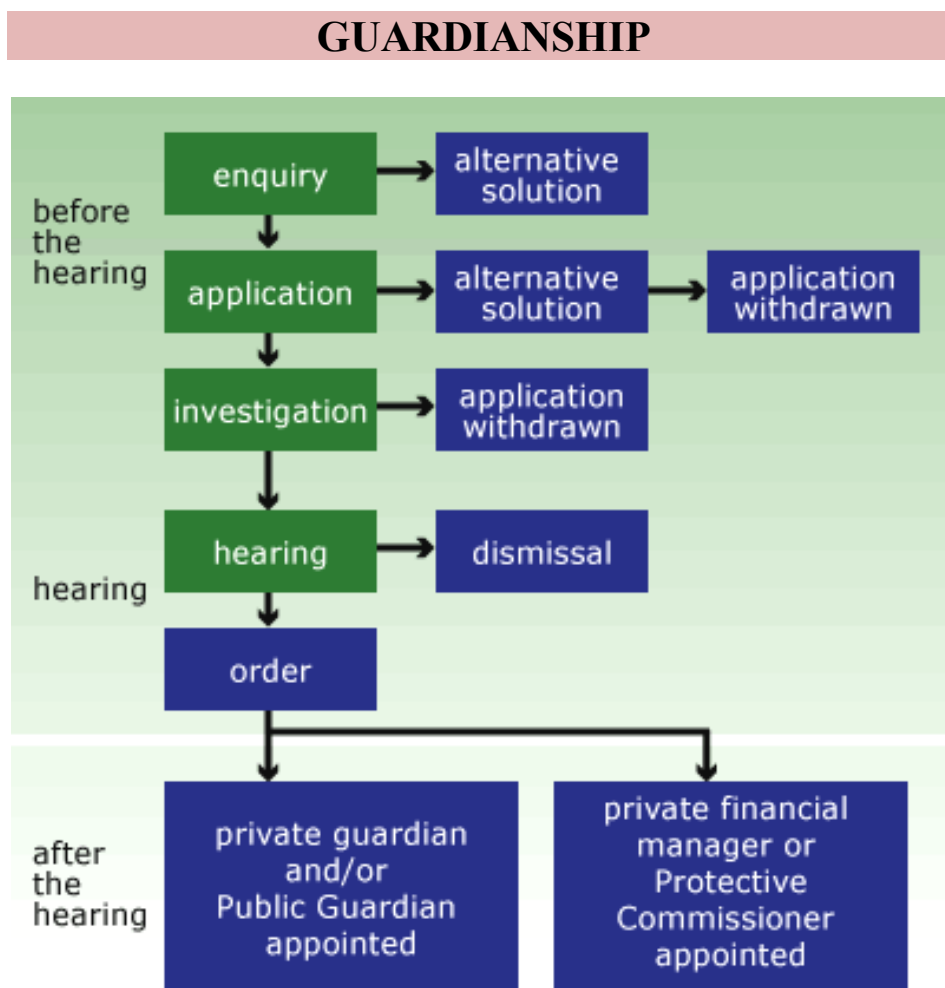 GUARDIANSHIP
before
the
hearing
enquiry
alternative
solution
application
alternative
solution
application
withdrawn
investigation
application
withdrawn
hearing
hearing
dismissal
order
after
the
hearing
private guardian
and/or
Public Guardian
appointed
private financial
manager or
Protective
Commissioner
appointed